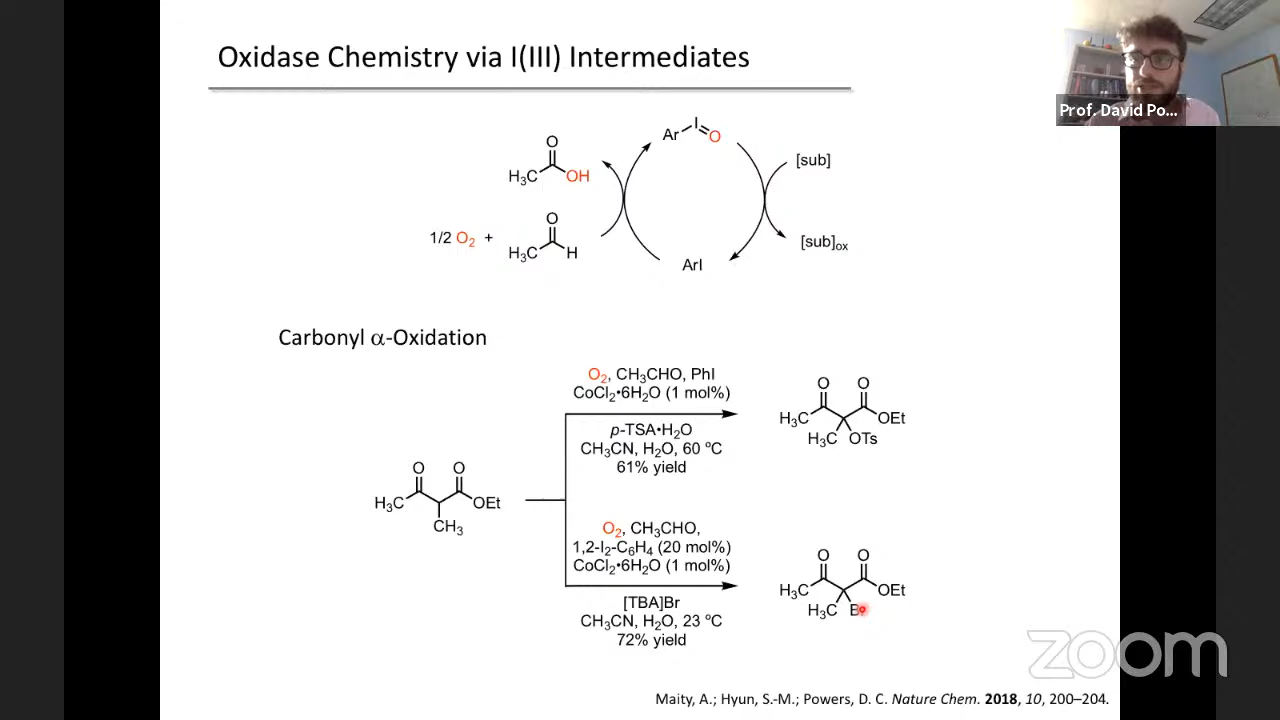 Oxidase Chemistry via I(III) Intermediates
Prof. David Po...
Ar I O
[sub]
O
H3C OH
1/2 O2 + H3C O H
[sub]ox
ArI
Carbonyl α-Oxidation
O2, CH3CHO, PhI
CoCl2•6H2O (1 mol%)
p-TSA•H2O
CH3CN, H2O, 60 ºC
61% yield
O O
H3C OEt
H3C OTs
O O
H3C OEt
CH3
O2, CH3CHO,
1,2-I2-C6H4 (20 mol%)
CoCl2•6H2O (1 mol%)
[TBA]Br
CH3CN, H2O, 23 ºC
72% yield
O O
H3C OEt
H3C
zoom
Maity, A.; Hyun, S.-M.; Powers, D. C. Nature Chem. 2018, 10, 200–204.